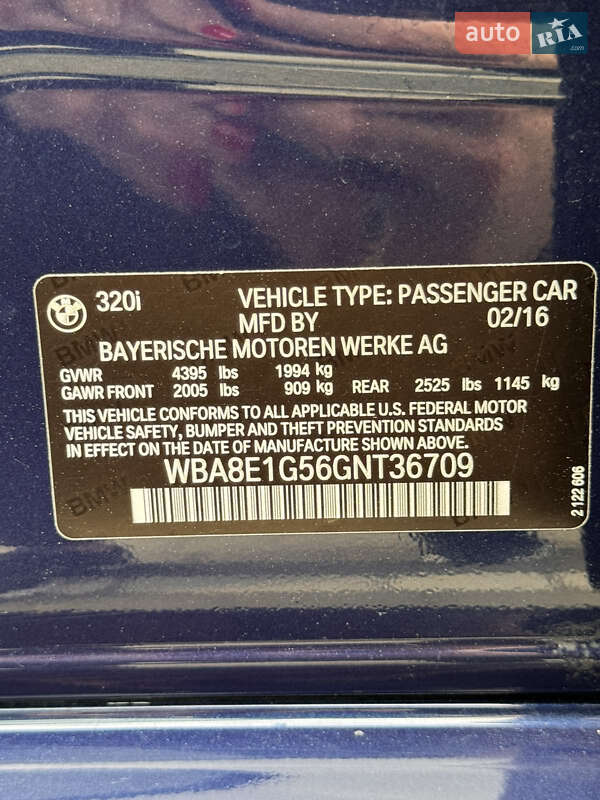 auto RIA.com
320i VEHICLE TYPE: PASSENGER CAR
MFD BY 02/16
BAYERISCHE MOTOREN WERKE AG
GVWR 4395 lbs 1994 kg
GAWR FRONT 2005 lbs 909 kg REAR 2525 lbs 1145 kg
THIS VEHICLE CONFORMS TO ALL APPLICABLE U.S. FEDERAL MOTOR
VEHICLE SAFETY, BUMPER AND THEFT PREVENTION STANDARDS
IN EFFECT ON THE DATE OF MANUFACTURE SHOWN ABOVE.
WBA8E1G56GNT36709
2 122 606